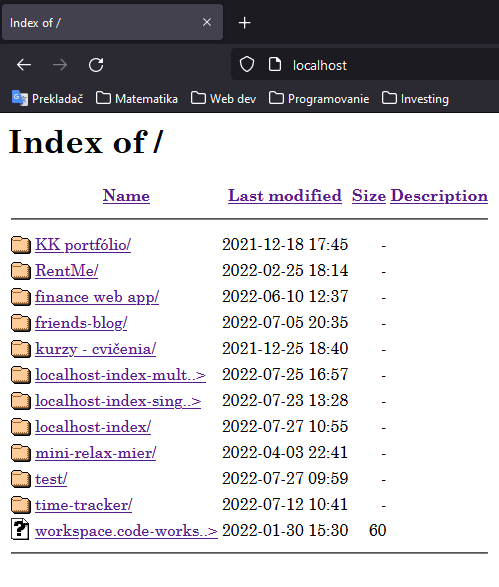 Index of /
localhost
Prekladač Matematika Web dev Programovanie Investing
Index of /
Name Last modified Size Description
KK portfólio/ 2021-12-18 17:45 -
RentMe/ 2022-02-25 18:14 -
finance web app/ 2022-06-10 12:37 -
friends-blog/ 2022-07-05 20:35 -
kurzy - cvičenia/ 2021-12-25 18:40 -
localhost-index-mult..> 2022-07-25 16:57 -
localhost-index-sing..> 2022-07-23 13:28 -
localhost-index/ 2022-07-27 10:55 -
mini-relax-mier/ 2022-04-03 22:41 -
test/ 2022-07-27 09:59 -
time-tracker/ 2022-07-12 10:41 -
workspace.code-works..> 2022-01-30 15:30 60